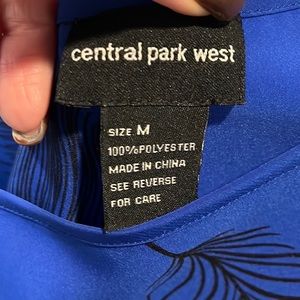 central park west
SIZE M
100%POLYESTER
MADE IN CHINA
SEE REVERSE
FOR CARE